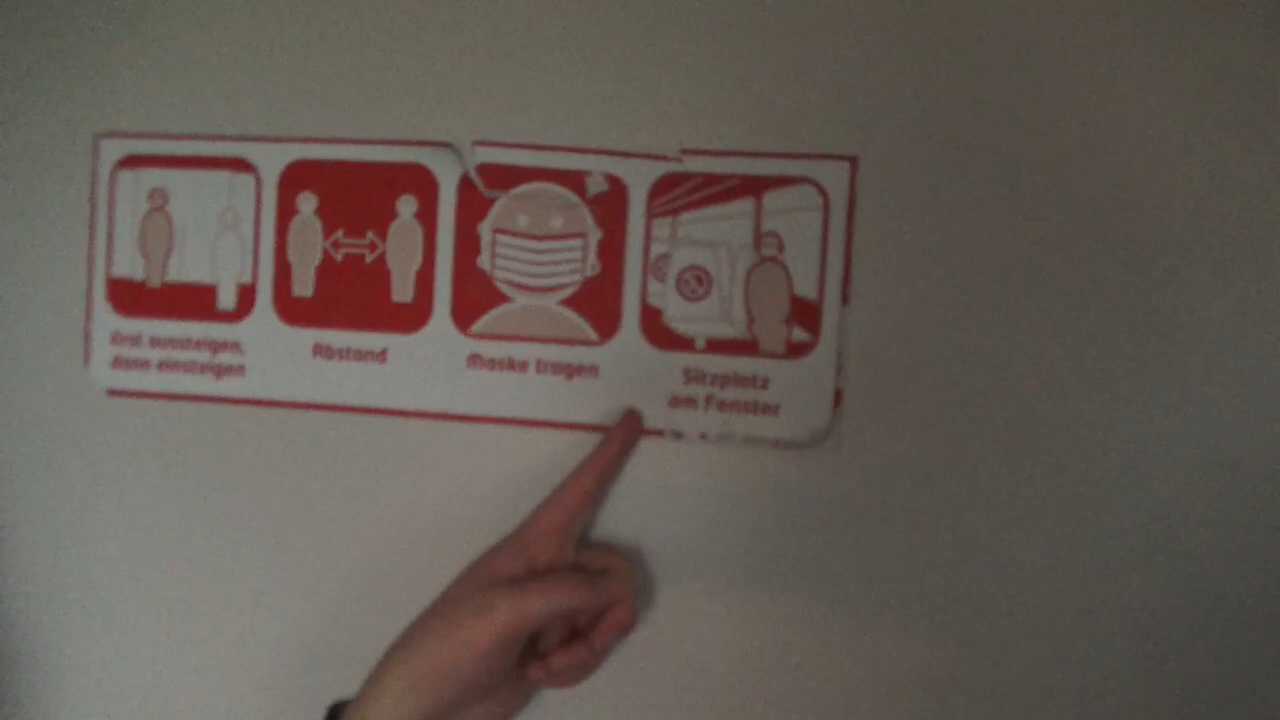 Erst aussteigen,
dann einsteigen
Abstand
Maske tragen
Sitzplatz
am Fenster